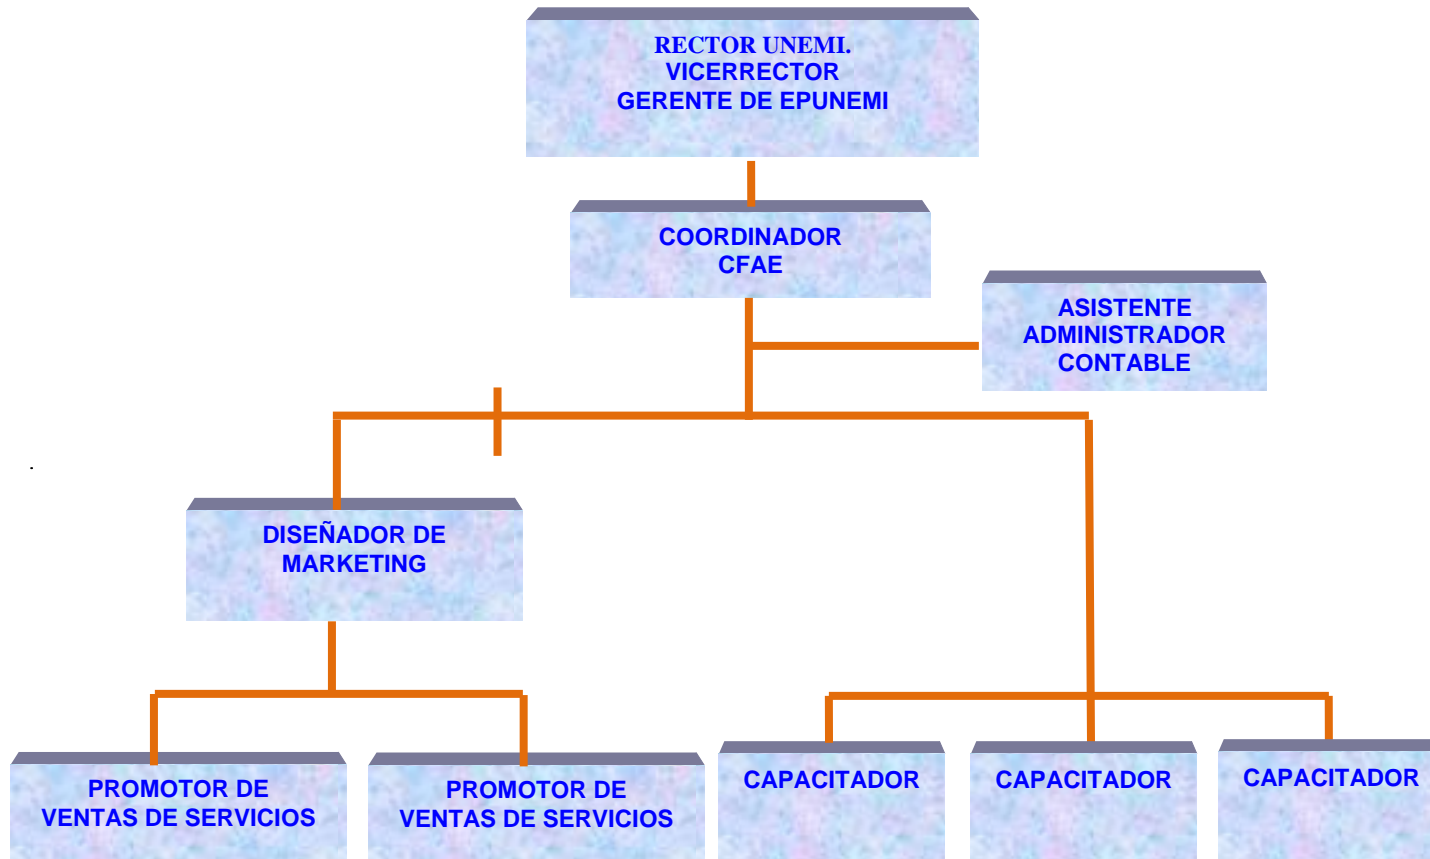 RECTOR UNEMI.
VICERRECTOR
GERENTE DE EPUNEMI
COORDINADOR
CFAE
ASISTENTE
ADMINISTRADOR
CONTABLE
.
DISEÑADOR DE
MARKETING
PROMOTOR DE
VENTAS DE SERVICIOS
PROMOTOR DE
VENTAS DE SERVICIOS
CAPACITADOR
CAPACITADOR
CAPACITADOR